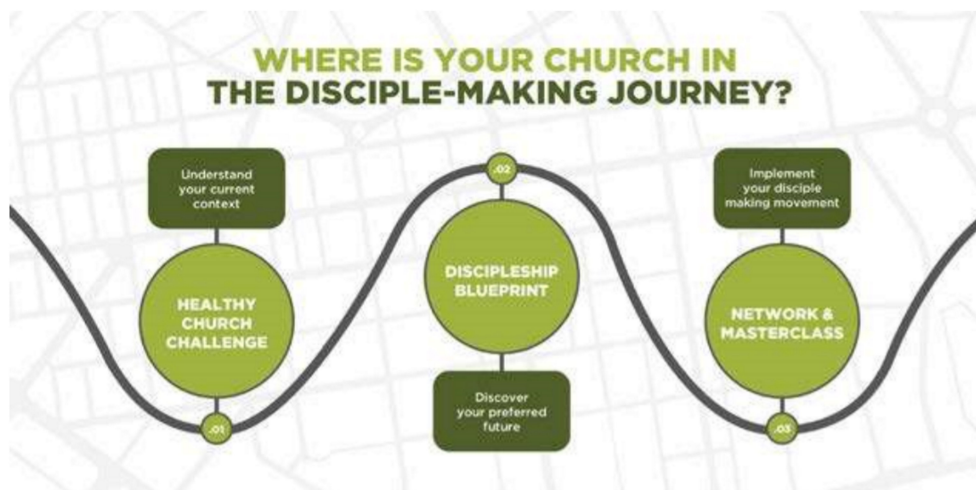 WHERE IS YOUR CHURCH IN
THE DISCIPLE-MAKING JOURNEY?
Understand
your current
context
HEALTHY
CHURCH
CHALLENGE
.01
.02
DISCIPLESHIP
BLUEPRINT
Discover
your preferred
future
Implement
your disciple
making movement
NETWORK &
MASTERCLASS
.03